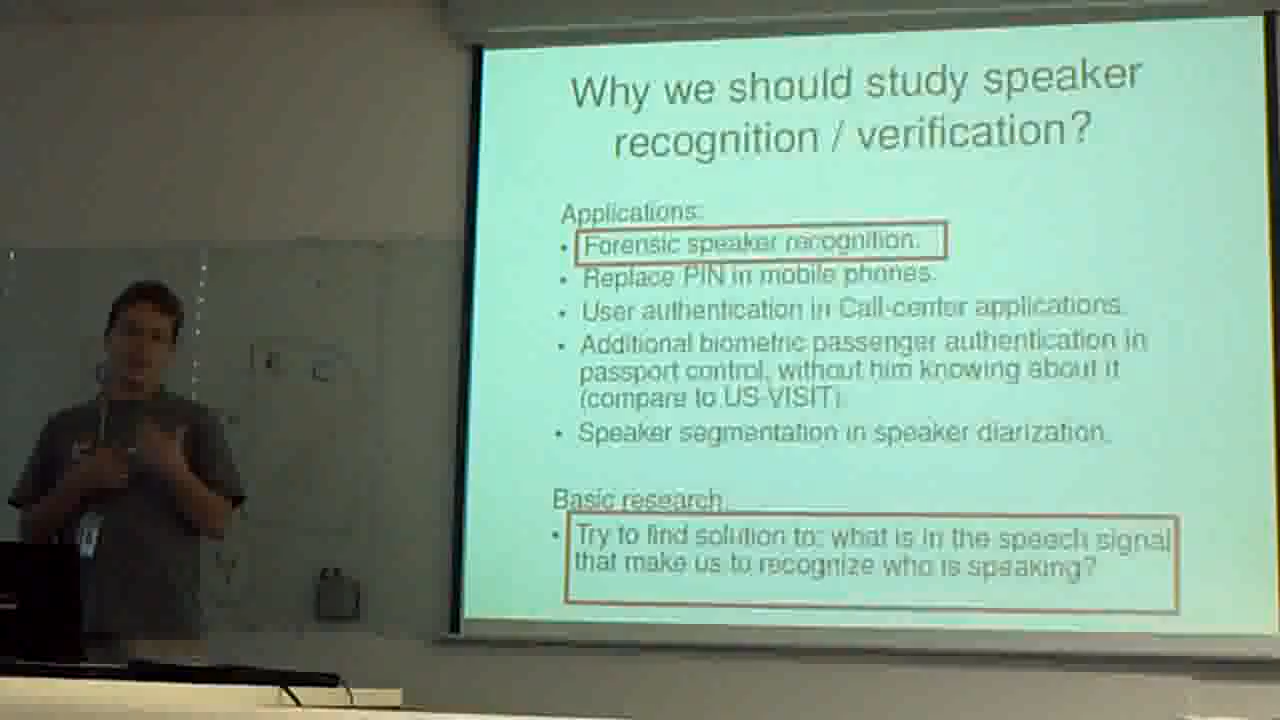 Why we should study speaker
recognition / verification?
Applications:
• Forensic speaker recognition.
• Replace PIN in mobile phones.
• User authentication in Call-center applications.
• Additional biometric passenger authentication in
passport control, without him knowing about it
(compare to US-VISIT).
• Speaker segmentation in speaker diarization.
Basic research
• Try to find solution to: what is in the speech signal
that make us to recognize who is speaking?